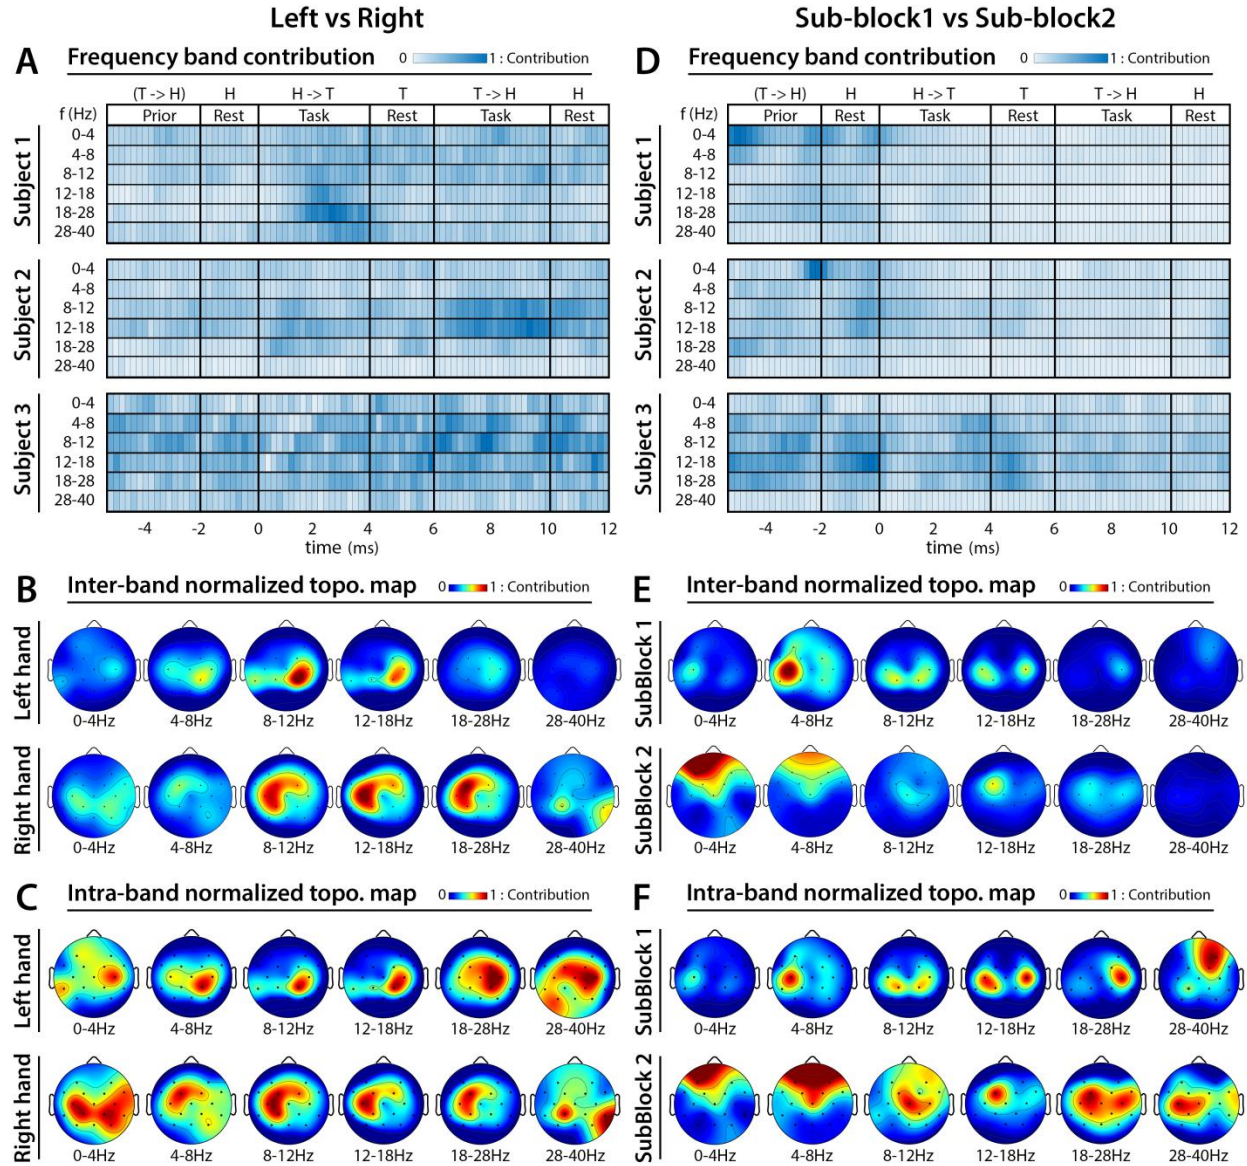 Left vs Right
Sub-block1 vs Sub-block2
A Frequency band contribution 0 1 : Contribution
(T -> H) H H -> T T T -> H H
f (Hz) Prior Rest Task Rest Task Rest
Subject 1
0-4
4-8
8-12
12-18
18-28
28-40
Subject 2
0-4
4-8
8-12
12-18
18-28
28-40
Subject 3
0-4
4-8
8-12
12-18
18-28
28-40
-4 -2 0 2 4 6 8 10 12
time (ms)
D Frequency band contribution 0 1 : Contribution
(T -> H) H H -> T T T -> H H
f (Hz) Prior Rest Task Rest Task Rest
Subject 1
0-4
4-8
8-12
12-18
18-28
28-40
Subject 2
0-4
4-8
8-12
12-18
18-28
28-40
Subject 3
0-4
4-8
8-12
12-18
18-28
28-40
-4 -2 0 2 4 6 8 10 12
time (ms)
B Inter-band normalized topo. map 0 1 : Contribution
Left hand
0-4Hz 4-8Hz 8-12Hz 12-18Hz 18-28Hz 28-40Hz
Right hand
0-4Hz 4-8Hz 8-12Hz 12-18Hz 18-28Hz 28-40Hz
E Inter-band normalized topo. map 0 1 : Contribution
SubBlock 1
0-4Hz 4-8Hz 8-12Hz 12-18Hz 18-28Hz 28-40Hz
SubBlock 2
0-4Hz 4-8Hz 8-12Hz 12-18Hz 18-28Hz 28-40Hz
C Intra-band normalized topo. map 0 1 : Contribution
Left hand
0-4Hz 4-8Hz 8-12Hz 12-18Hz 18-28Hz 28-40Hz
Right hand
0-4Hz 4-8Hz 8-12Hz 12-18Hz 18-28Hz 28-40Hz
F Intra-band normalized topo. map 0 1 : Contribution
SubBlock 1
0-4Hz 4-8Hz 8-12Hz 12-18Hz 18-28Hz 28-40Hz
SubBlock 2
0-4Hz 4-8Hz 8-12Hz 12-18Hz 18-28Hz 28-40Hz